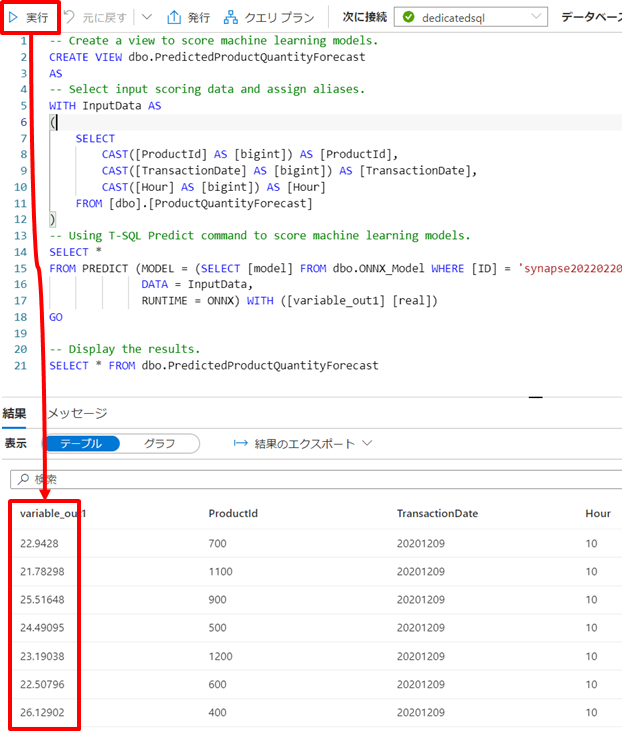 実行 元に戻す 発行 クエリ プラン 次に接続 dedicatedsql データベース
1 -- Create a view to score machine learning models.
2 CREATE VIEW dbo.PredictedProductQuantityForecast
3 AS
4 -- Select input scoring data and assign aliases.
5 WITH InputData AS
6 (
7 SELECT
8 CAST([ProductId] AS [bigint]) AS [ProductId],
9 CAST([TransactionDate] AS [bigint]) AS [TransactionDate],
10 CAST([Hour] AS [bigint]) AS [Hour]
11 FROM [dbo].[ProductQuantityForecast]
12 )
13 -- Using T-SQL Predict command to score machine learning models.
14 SELECT *
15 FROM PREDICT (MODEL = (SELECT [model] FROM dbo.ONNX_Model WHERE [ID] = 'synapse20220220
16 DATA = InputData,
17 RUNTIME = ONNX) WITH ([variable_out1] [real])
18 GO
19
20 -- Display the results.
21 SELECT * FROM dbo.PredictedProductQuantityForecast
結果 メッセージ
表示 テーブル グラフ 結果のエクスポート
検索
variable_out1 ProductId TransactionDate Hour
22.9428 700 20201209 10
21.78298 1100 20201209 10
25.51648 900 20201209 10
24.49095 500 20201209 10
23.19038 1200 20201209 10
22.50796 600 20201209 10
26.12902 400 20201209 10